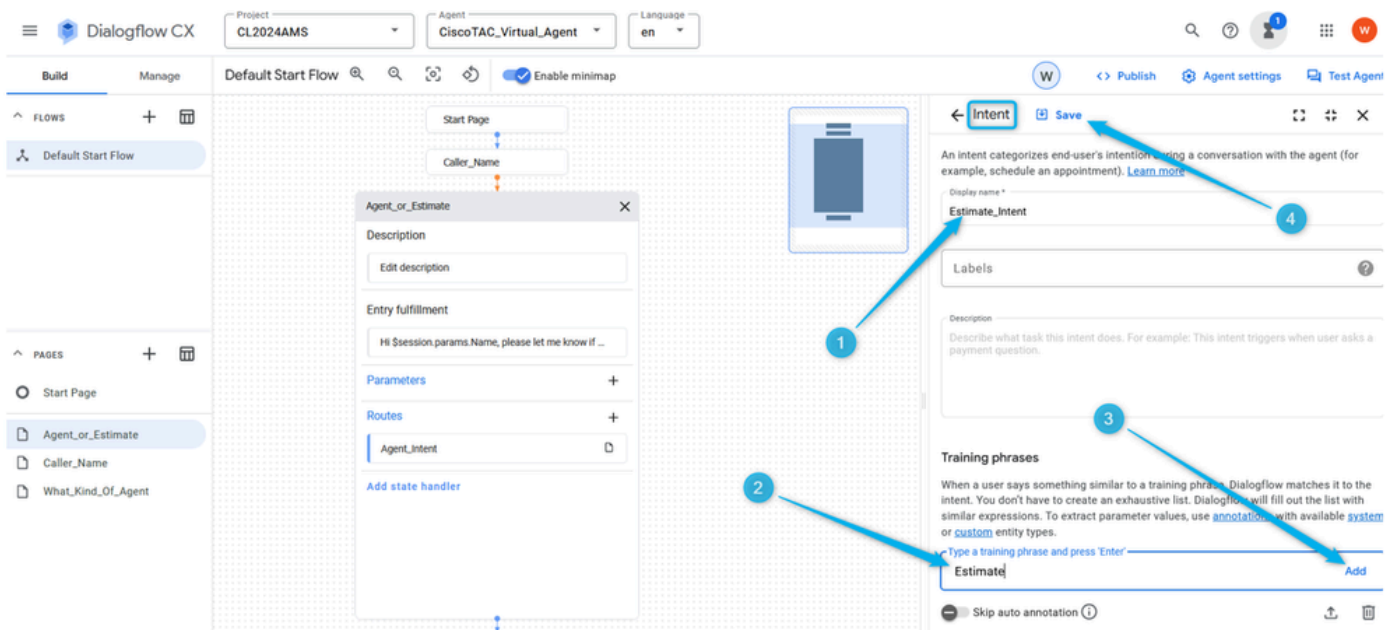 Dialogflow CX
Project
CL2024AMS
Agent
CiscoTAC_Virtual_Agent
Language
en
1
W
Build
Manage
Default Start Flow
Enable minimap
W
Publish
Agent settings
Test Agent
FLOWS
Default Start Flow
PAGES
Start Page
Agent_or_Estimate
Caller_Name
What_Kind_Of_Agent
Start Page
Caller_Name
Agent_or_Estimate
Description
Edit description
Entry fulfillment
Hi $session.params.Name, please let me know if ...
Parameters
Routes
Agent_Intent
Add state handler
Intent
Save
An intent categorizes end-user's intention during a conversation with the agent (for
example, schedule an appointment). Learn more
Display name *
Estimate_Intent
4
Labels
1
Description
Describe what task this intent does. For example: This intent triggers when user asks a
payment question.
3
Training phrases
2
When a user says something similar to a training phrase, Dialogflow matches it to the
intent. You don't have to create an exhaustive list. Dialogflow will fill out the list with
similar expressions. To extract parameter values, use annotations with available system
or custom entity types.
Type a training phrase and press 'Enter'
Estimate
Add
Skip auto annotation